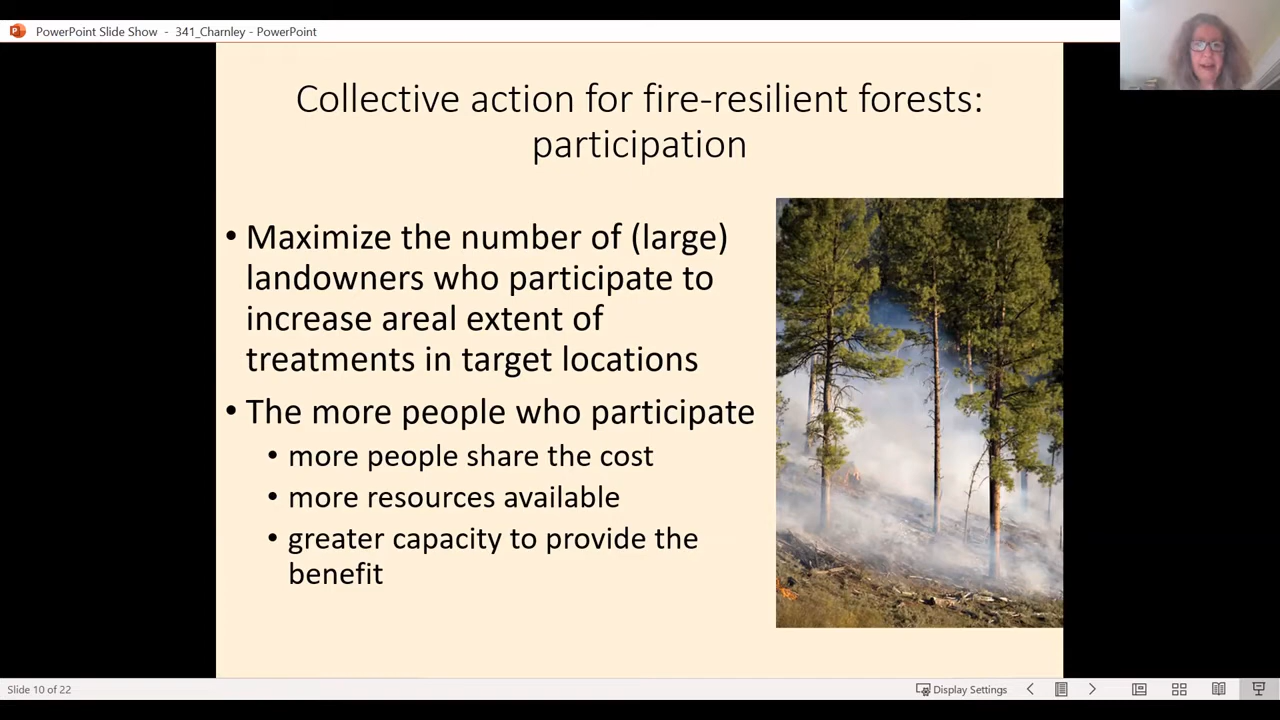 PowerPoint Slide Show - 341_Charnley - PowerPoint
Collective action for fire-resilient forests:
participation
• Maximize the number of (large)
landowners who participate to
increase areal extent of
treatments in target locations
• The more people who participate
• more people share the cost
• more resources available
• greater capacity to provide the
benefit
Slide 10 of 22
Display Settings